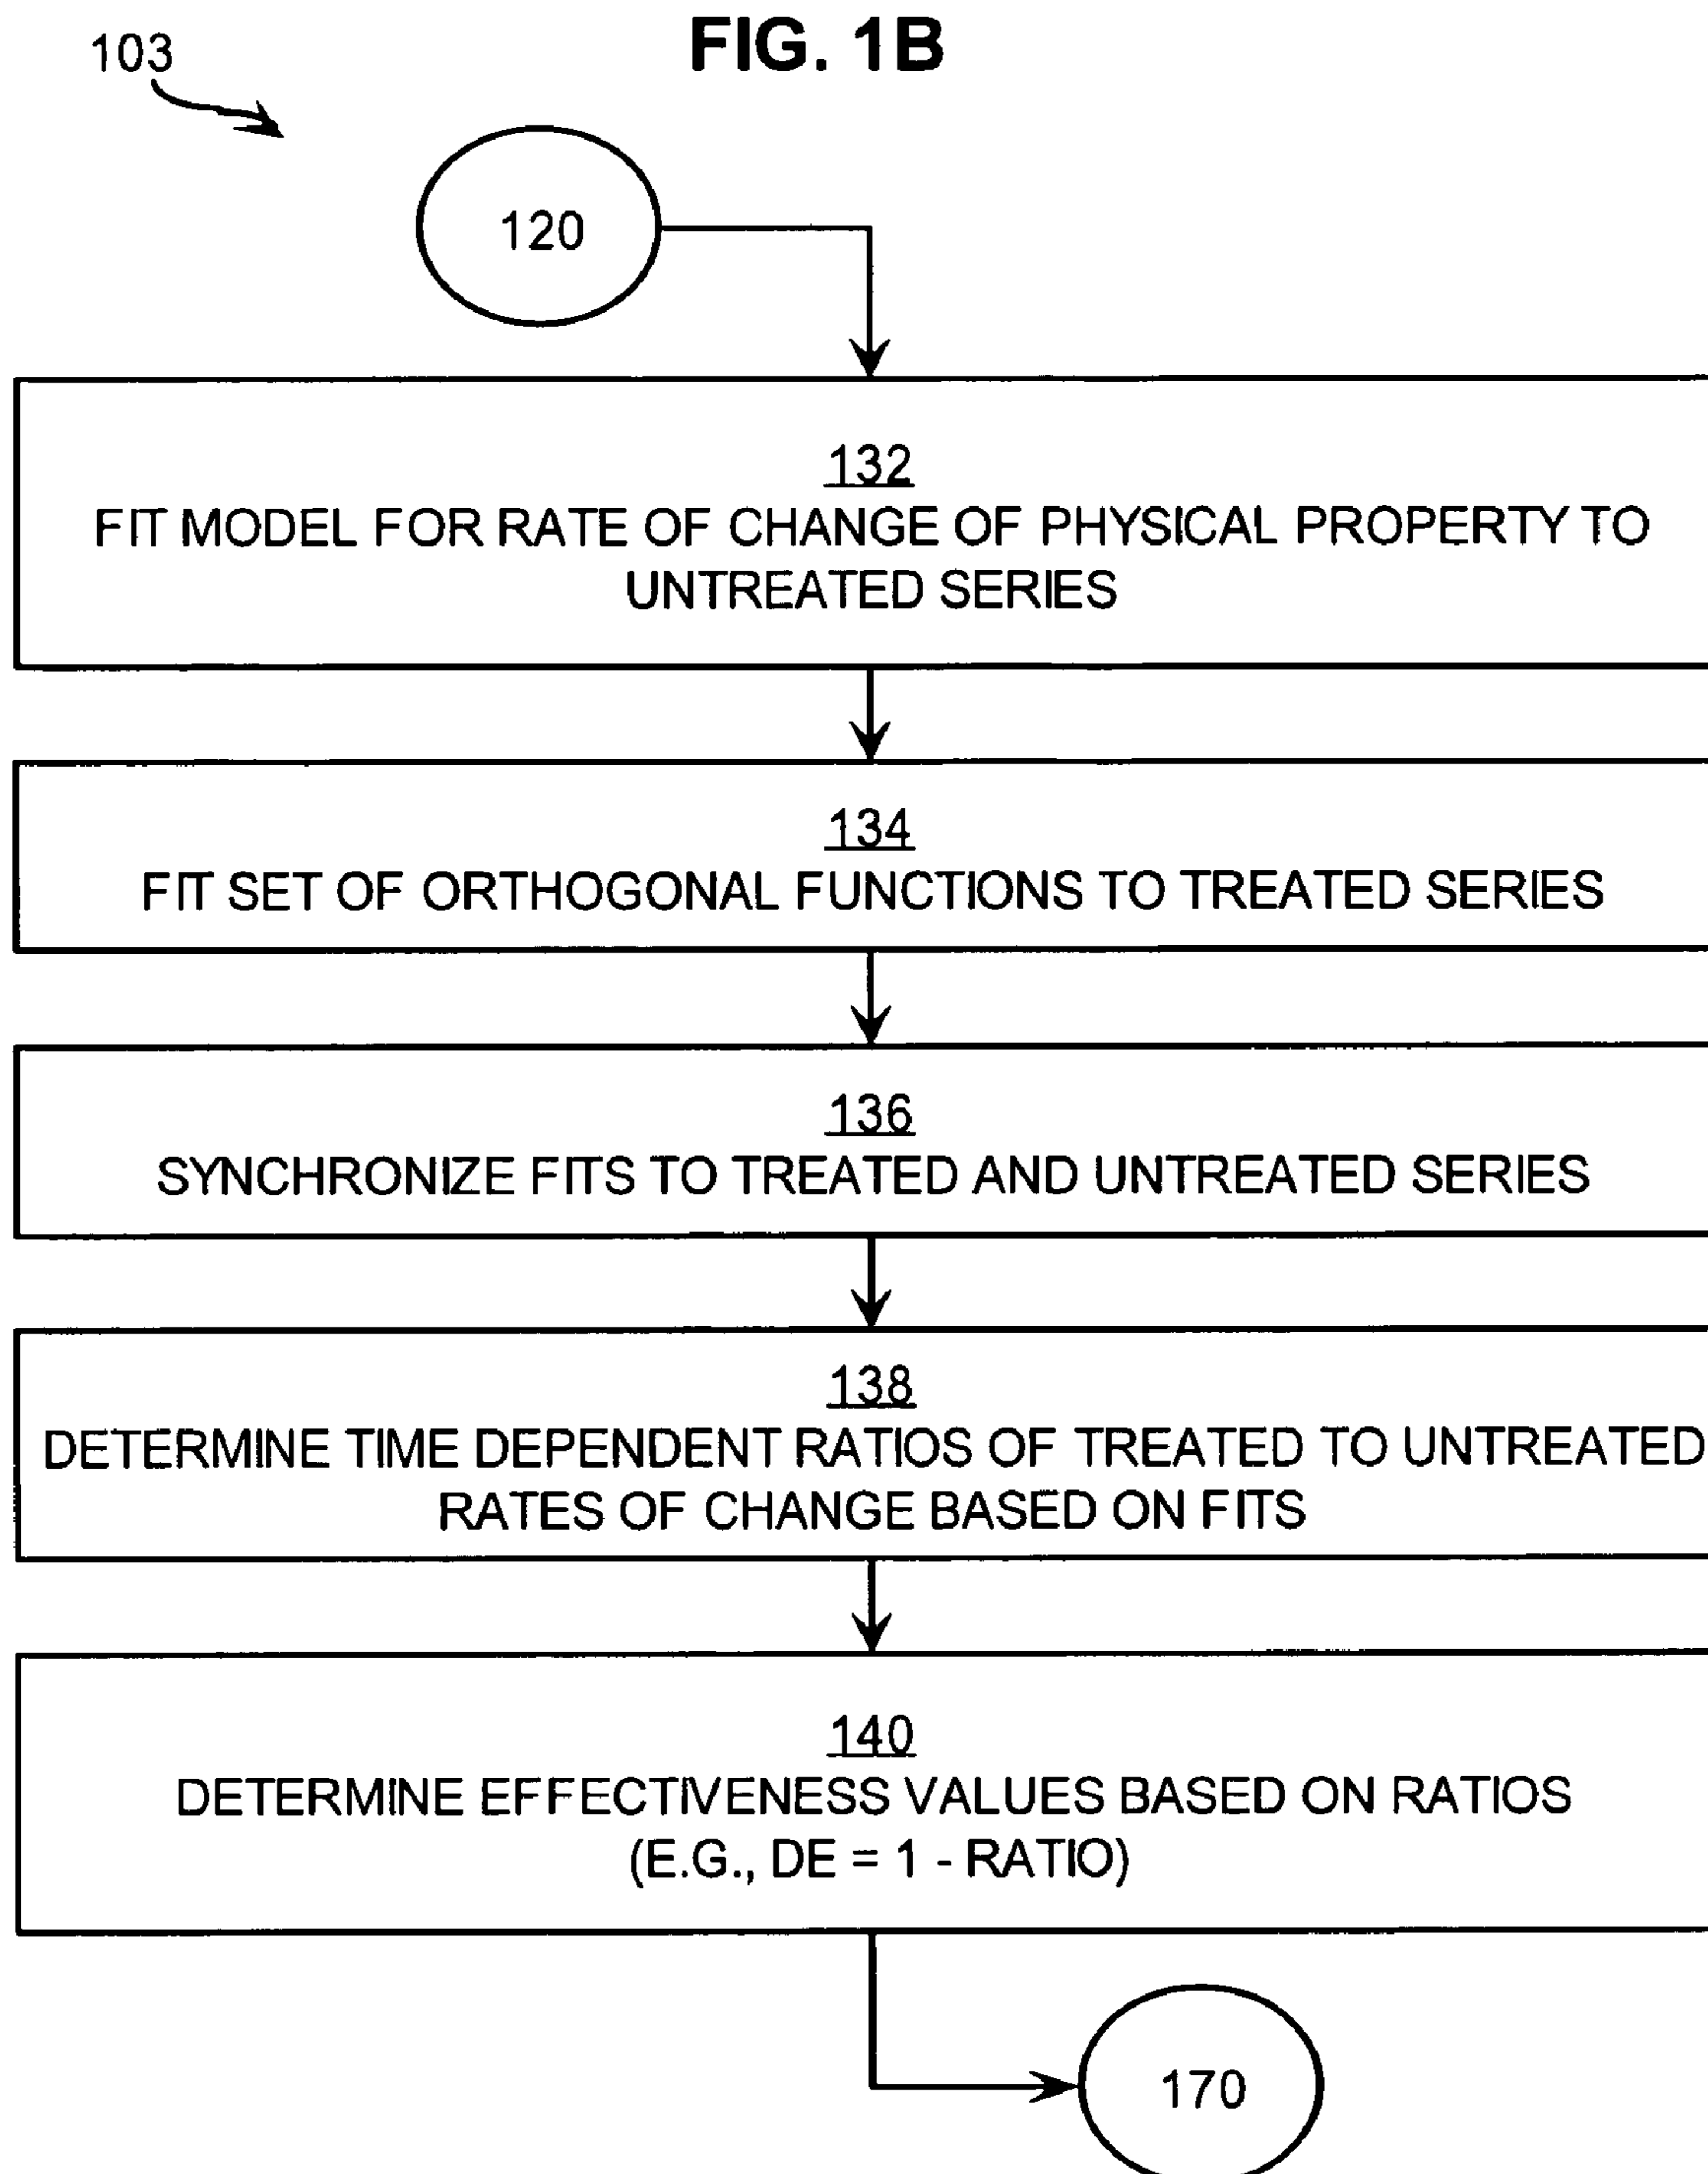 FIG. 1B
103
120
132
FIT MODEL FOR RATE OF CHANGE OF PHYSICAL PROPERTY TO
UNTREATED SERIES
134
FIT SET OF ORTHOGONAL FUNCTIONS TO TREATED SERIES
136
SYNCHRONIZE FITS TO TREATED AND UNTREATED SERIES
138
DETERMINE TIME DEPENDENT RATIOS OF TREATED TO UNTREATED
RATES OF CHANGE BASED ON FITS
140
DETERMINE EFFECTIVENESS VALUES BASED ON RATIOS
(E.G., DE = 1 - RATIO)
170